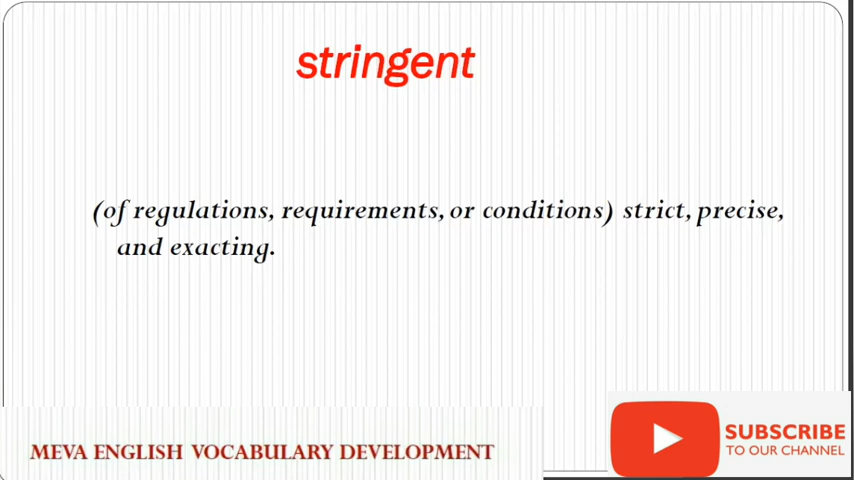 stringent
(of regulations, requirements, or conditions) strict, precise,
and exacting.
MEVA ENGLISH VOCABULARY DEVELOPMENT
SUBSCRIBE
TO OUR CHANNEL